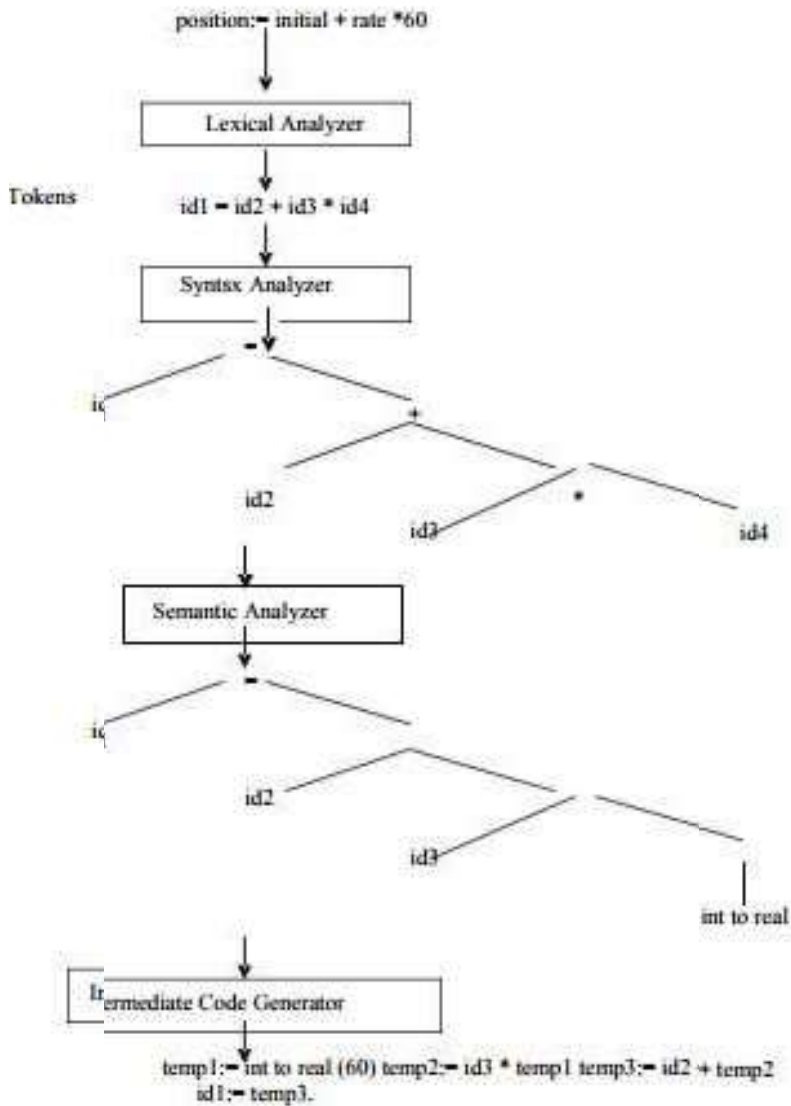 position:= initial + rate *60
Lexical Analyzer
Tokens
id1 = id2 + id3 * id4
Syntsx Analyzer
=
+
id2
*
id3
id4
Semantic Analyzer
=
id2
id3
int to real
ermediate Code Generator
temp1:= int to real (60) temp2:= id3 * temp1 temp3:= id2 + temp2
id1:= temp3.